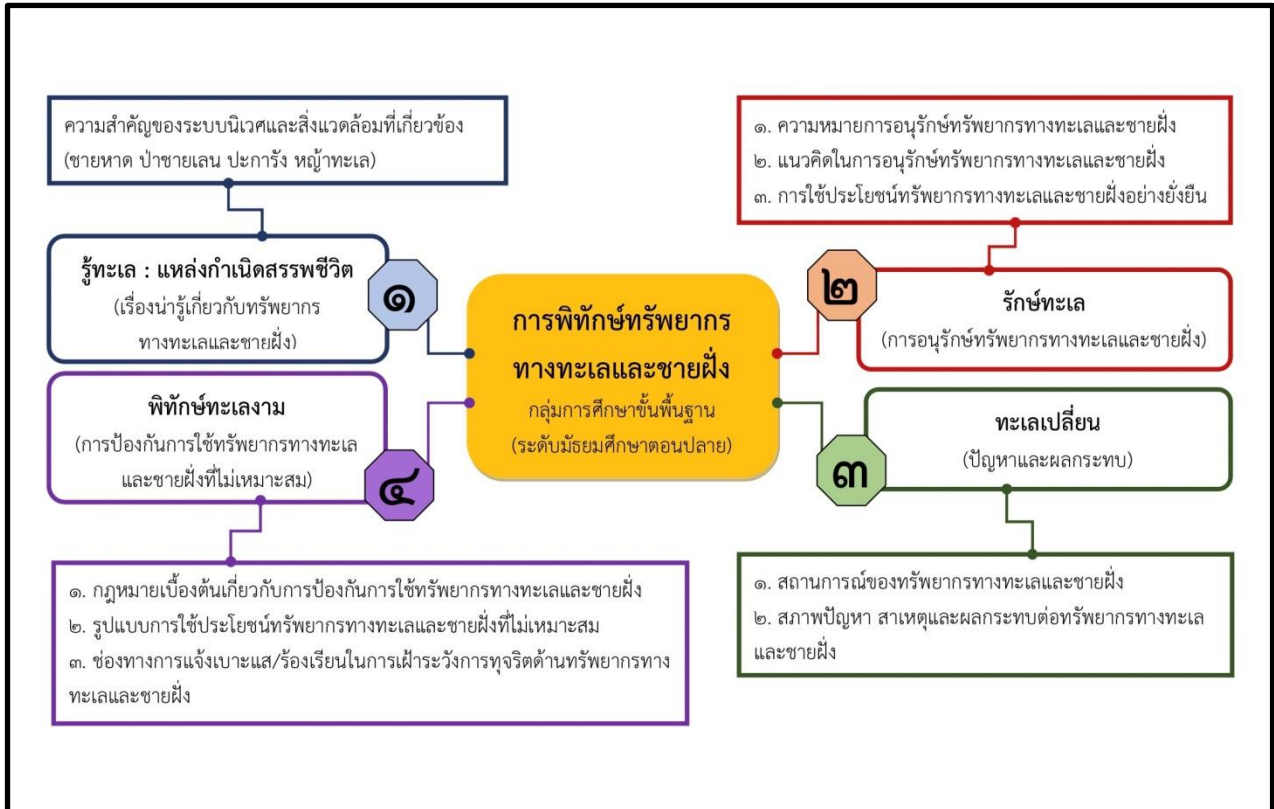 ความสำคัญของระบบนิเวศและสิ่งแวดล้อมที่เกี่ยวข้อง
(ชายหาด ป่าชายเลน ปะการัง หญ้าทะเล)
รู้ทะเล : แหล่งกำเนิดสรรพชีวิต
(เรื่องน่ารู้เกี่ยวกับทรัพยากร
ทางทะเลและชายฝั่ง)
๑
การพิทักษ์ทรัพยากร
ทางทะเลและชายฝั่ง
กลุ่มการศึกษาขั้นพื้นฐาน
(ระดับมัธยมศึกษาตอนปลาย)
๑. ความหมายการอนุรักษ์ทรัพยากรทางทะเลและชายฝั่ง
๒. แนวคิดในการอนุรักษ์ทรัพยากรทางทะเลและชายฝั่ง
๓. การใช้ประโยชน์ทรัพยากรทางทะเลและชายฝั่งอย่างยั่งยืน
๒
รักษ์ทะเล
(การอนุรักษ์ทรัพยากรทางทะเลและชายฝั่ง)
๓
ทะเลเปลี่ยน
(ปัญหาและผลกระทบ)
๑. สถานการณ์ของทรัพยากรทางทะเลและชายฝั่ง
๒. สภาพปัญหา สาเหตุและผลกระทบต่อทรัพยากรทางทะเล
และชายฝั่ง
พิทักษ์ทะเลงาม
(การป้องกันการใช้ทรัพยากรทางทะเล
และชายฝั่งที่ไม่เหมาะสม)
๔
๑. กฎหมายเบื้องต้นเกี่ยวกับการป้องกันการใช้ทรัพยากรทางทะเลและชายฝั่ง
๒. รูปแบบการใช้ประโยชน์ทรัพยากรทางทะเลและชายฝั่งที่ไม่เหมาะสม
๓. ช่องทางการแจ้งเบาะแส/ร้องเรียนในการเฝ้าระวังการทุจริตด้านทรัพยากรทาง
ทะเลและชายฝั่ง